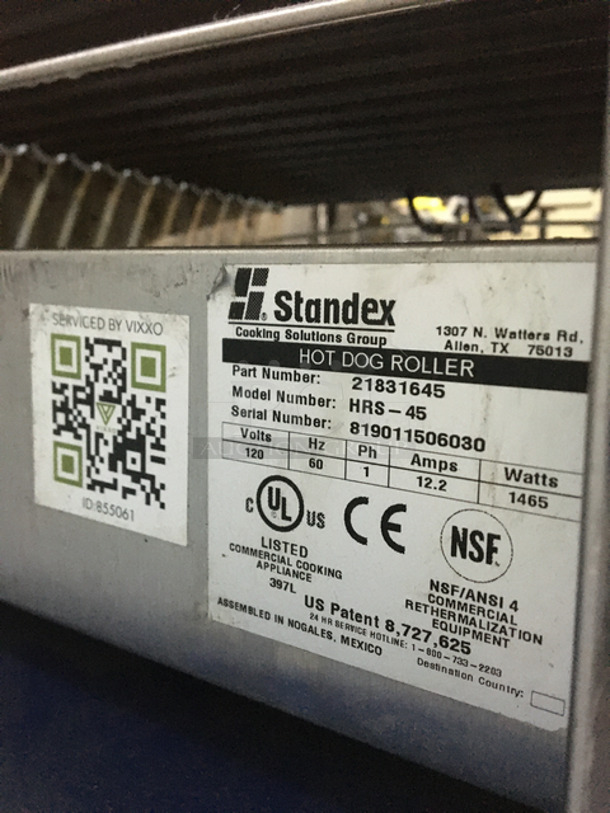 SERVICED BY VIXXO
ID:855061
Standex
Cooking Solutions Group
1307 N. Watters Rd,
Allen, TX 75013
HOT DOG ROLLER
Part Number: 21831645
Model Number: HRS-45
Serial Number: 819011506030
Volts Hz Ph Amps Watts
120 60 1 12.2 1465
C UL US
LISTED
COMMERCIAL COOKING
APPLIANCE
397L
CE
NSF
NSF/ANSI 4
COMMERCIAL
RETHERMALIZATION
EQUIPMENT
US Patent 8,727,625
24 HR SERVICE HOTLINE: 1-800-733-2203
ASSEMBLED IN NOGALES, MEXICO
Destination Country: